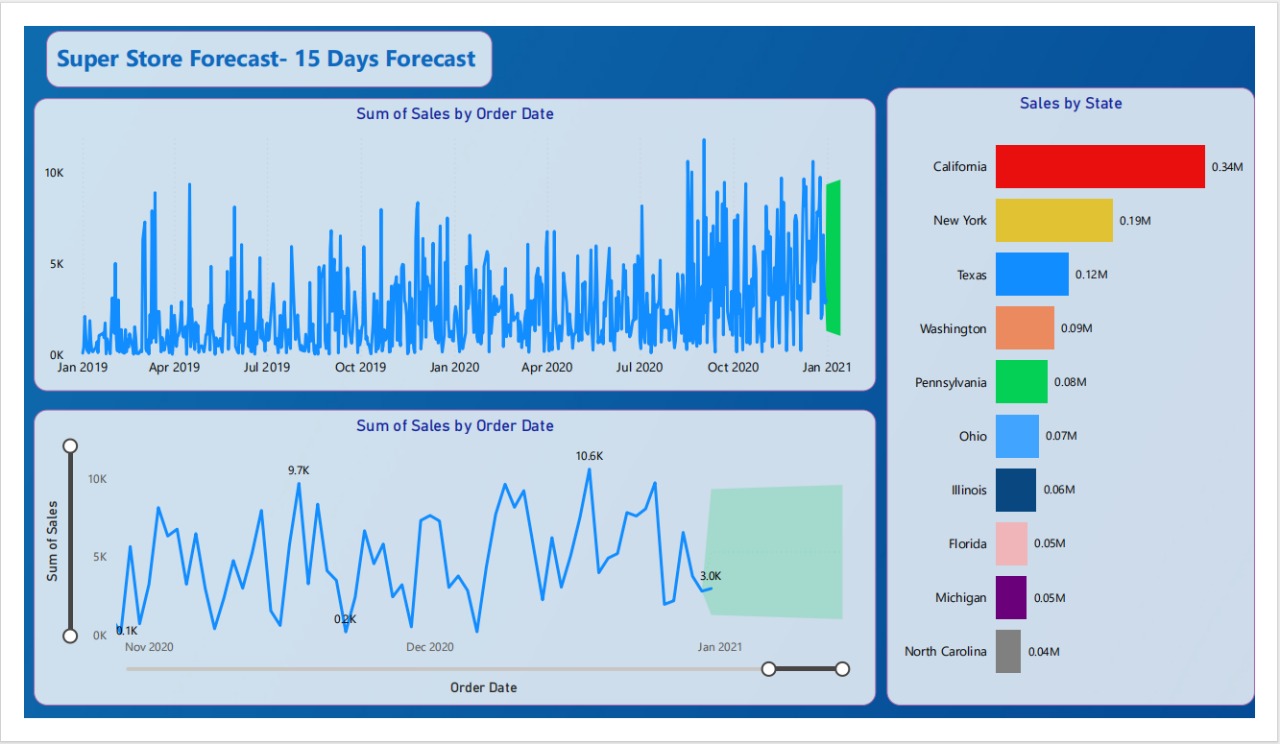 Super Store Forecast- 15 Days Forecast
Sum of Sales by Order Date
10K
5K
0K
Jan 2019 Apr 2019 Jul 2019 Oct 2019 Jan 2020 Apr 2020 Jul 2020 Oct 2020 Jan 2021
Sum of Sales by Order Date
Sum of Sales
10K
5K
0K
0.1K
9.7K
0.2K
10.6K
3.0K
Nov 2020 Dec 2020 Jan 2021
Order Date
Sales by State
California 0.34M
New York 0.19M
Texas 0.12M
Washington 0.09M
Pennsylvania 0.08M
Ohio 0.07M
Illinois 0.06M
Florida 0.05M
Michigan 0.05M
North Carolina 0.04M